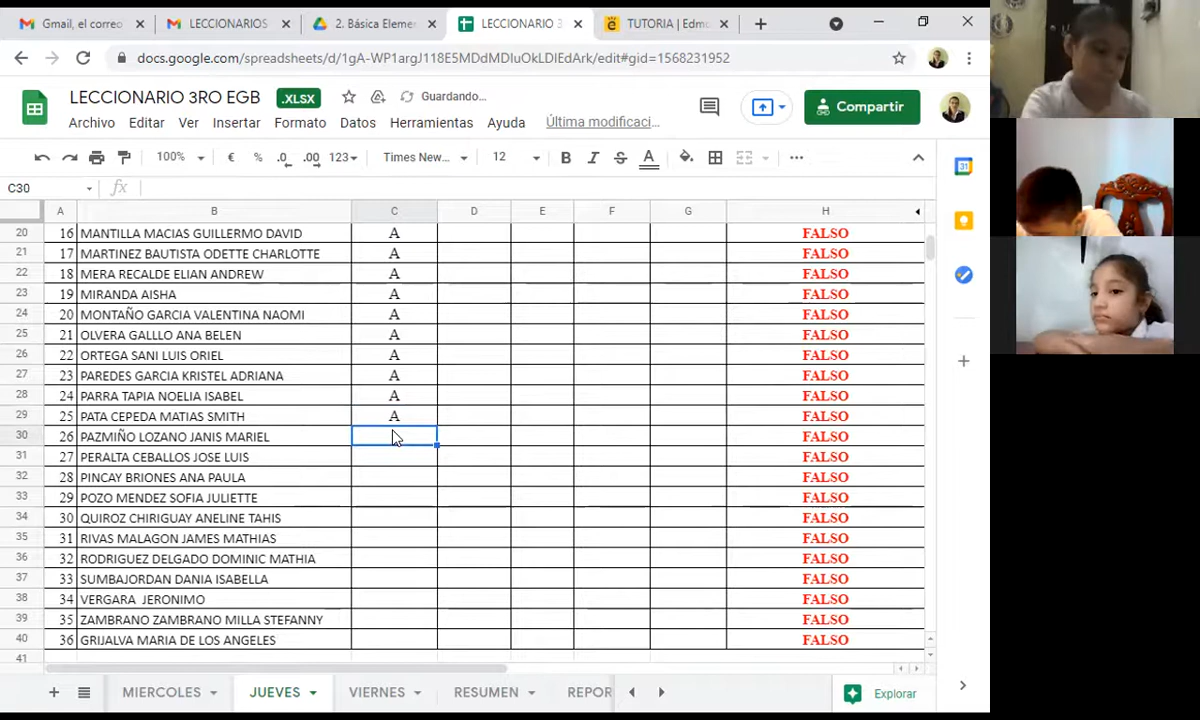 Gmail, el correo
LECCIONARIOS
2. Básica Eleme
LECCIONARIO 3
TUTORIA | Edm
docs.google.com/spreadsheets/d/1gA-WP1argJ118E5MDdMDIuOkLDIEdArk/edit#gid=1568231952
LECCIONARIO 3RO EGB .XLSX Guardando...
Archivo Editar Ver Insertar Formato Datos Herramientas Ayuda Última modificaci...
Compartir
100% € % .0 .00 123 Times New... 12 B I S A
C30 fx
A B C D E F G H
20 16 MANTILLA MACIAS GUILLERMO DAVID A FALSO
21 17 MARTINEZ BAUTISTA ODETTE CHARLOTTE A FALSO
22 18 MERA RECALDE ELIAN ANDREW A FALSO
23 19 MIRANDA AISHA A FALSO
24 20 MONTAÑO GARCIA VALENTINA NAOMI A FALSO
25 21 OLVERA GALLLO ANA BELEN A FALSO
26 22 ORTEGA SANI LUIS ORIEL A FALSO
27 23 PAREDES GARCIA KRISTEL ADRIANA A FALSO
28 24 PARRA TAPIA NOELIA ISABEL A FALSO
29 25 PATA CEPEDA MATIAS SMITH A FALSO
30 26 PAZMIÑO LOZANO JANIS MARIEL FALSO
31 27 PERALTA CEBALLOS JOSE LUIS FALSO
32 28 PINCAY BRIONES ANA PAULA FALSO
33 29 POZO MENDEZ SOFIA JULIETTE FALSO
34 30 QUIROZ CHIRIGUAY ANELINE TAHIS FALSO
35 31 RIVAS MALAGON JAMES MATHIAS FALSO
36 32 RODRIGUEZ DELGADO DOMINIC MATHIA FALSO
37 33 SUMBAJORDAN DANIA ISABELLA FALSO
38 34 VERGARA JERONIMO FALSO
39 35 ZAMBRANO ZAMBRANO MILLA STEFANNY FALSO
40 36 GRIJALVA MARIA DE LOS ANGELES FALSO
41
MIERCOLES JUEVES VIERNES RESUMEN REPOR
Explorar